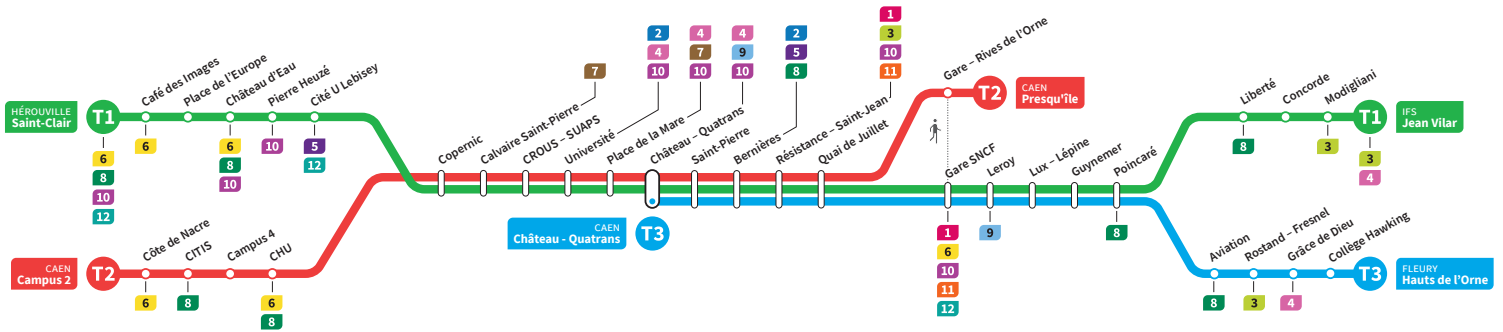 HÉROUVILLE
Saint-Clair
T1
6
8
10
12
Café des Images
6
Place de l'Europe
Château d'Eau
6
8
10
Pierre Heuzé
10
Cité U Lebisey
5
12
CAEN
Campus 2
T2
Côte de Nacre
6
CITIS
8
Campus 4
CHU
6
8
Copernic
Calvaire Saint-Pierre
7
CROUS – SUAPS
Université
2
4
10
Place de la Mare
4
7
10
Château – Quatrans
4
9
10
CAEN
Château - Quatrans
T3
Saint-Pierre
Bernières
2
5
8
Résistance – Saint-Jean
1
3
10
11
Quai de Juillet
Gare – Rives de l'Orne
T2
CAEN
Presqu'île
Gare SNCF
1
6
10
11
12
Leroy
9
Lux – Lépine
Guynemer
Poincaré
8
Liberté
8
Concorde
Modigliani
3
T1
IFS
Jean Vilar
3
4
Aviation
8
Rostand – Fresnel
3
Grâce de Dieu
4
Collège Hawking
T3
FLEURY
Hauts de l'Orne